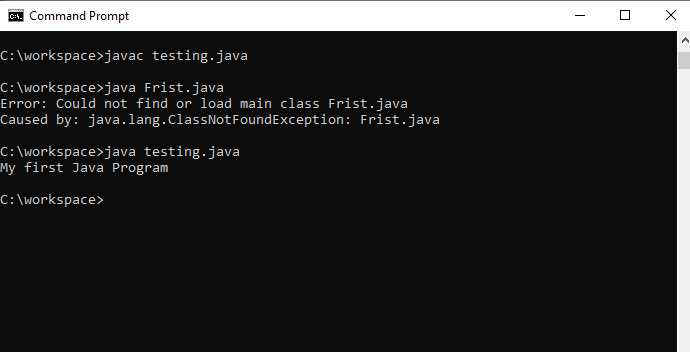 Command Prompt
C:\workspace>javac testing.java
C:\workspace>java Frist.java
Error: Could not find or load main class Frist.java
Caused by: java.lang.ClassNotFoundException: Frist.java
C:\workspace>java testing.java
My first Java Program
C:\workspace>